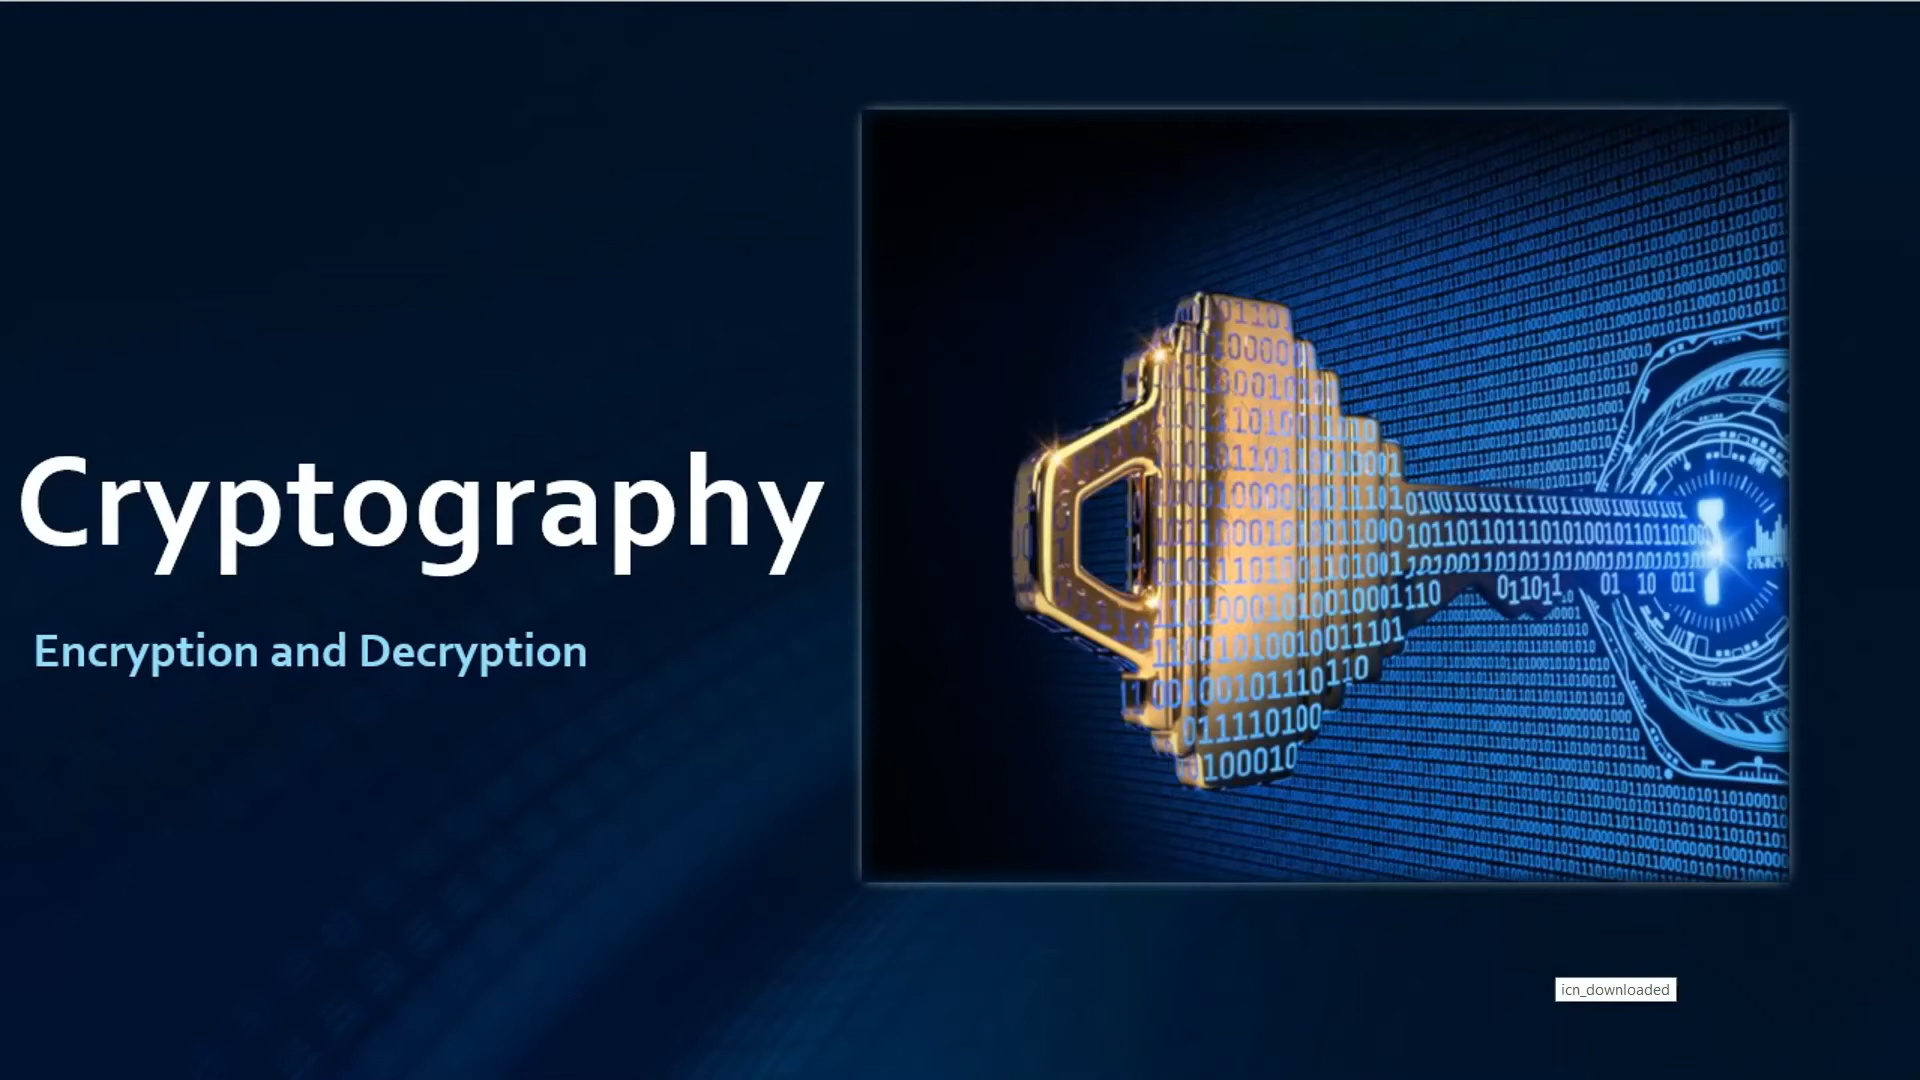 Cryptography
Encryption and Decryption
icn_downloaded